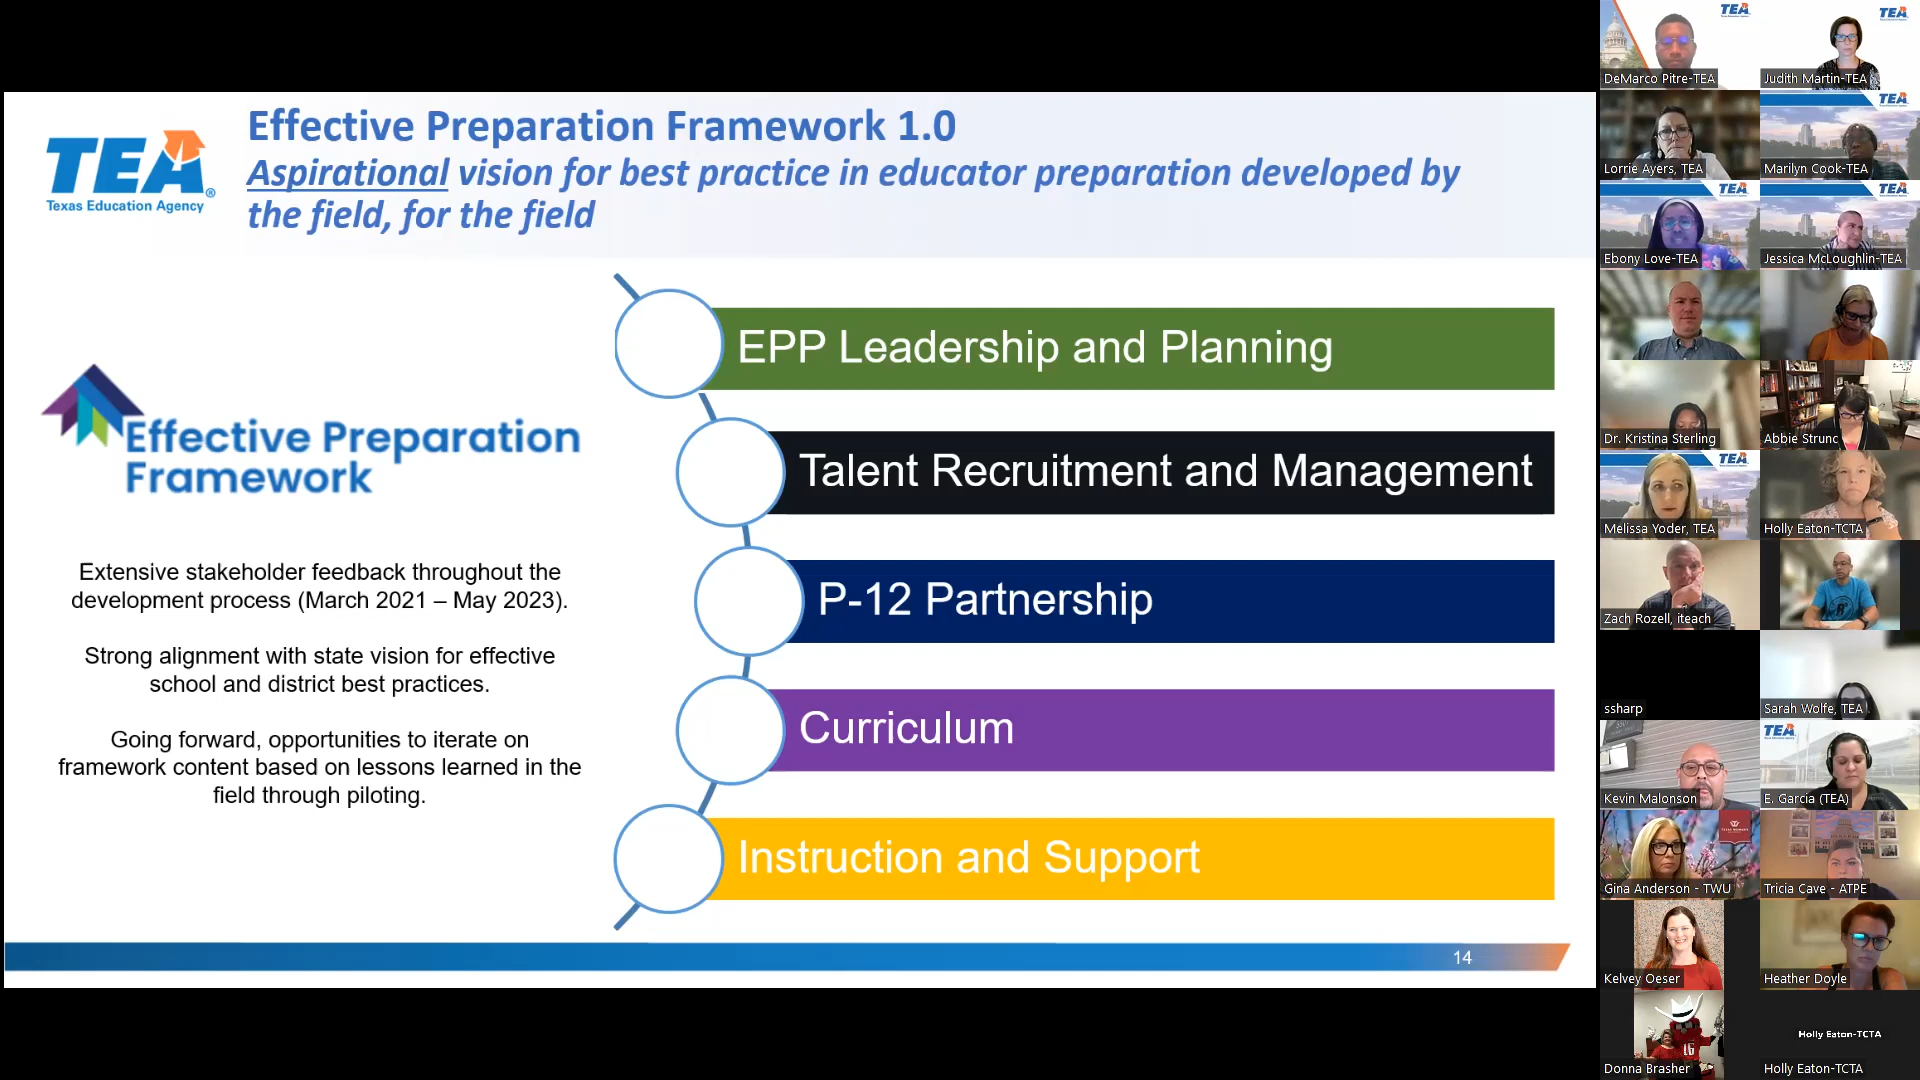 TEA
Texas Education Agency
Effective Preparation Framework 1.0
Aspirational vision for best practice in educator preparation developed by
the field, for the field
Effective Preparation
Framework
Extensive stakeholder feedback throughout the
development process (March 2021 – May 2023).
Strong alignment with state vision for effective
school and district best practices.
Going forward, opportunities to iterate on
framework content based on lessons learned in the
field through piloting.
EPP Leadership and Planning
Talent Recruitment and Management
P-12 Partnership
Curriculum
Instruction and Support
14
TEA
DeMarco Pitre-TEA
TEA
Judith Martin-TEA
Lorrie Ayers, TEA
TEA
Marilyn Cook-TEA
TEA
Ebony Love-TEA
TEA
Jessica McLoughlin-TEA
Dr. Kristina Sterling
Abbie Strunc
TEA
Melissa Yoder, TEA
Holly Eaton-TCTA
Zach Rozell, iteach
ssharp
Sarah Wolfe, TEA
Kevin Malonson
TEA
E. Garcia (TEA)
Gina Anderson - TWU
Tricia Cave - ATPE
Kelvey Oeser
Heather Doyle
Donna Brasher
Holly Eaton-TCTA
Holly Eaton-TCTA